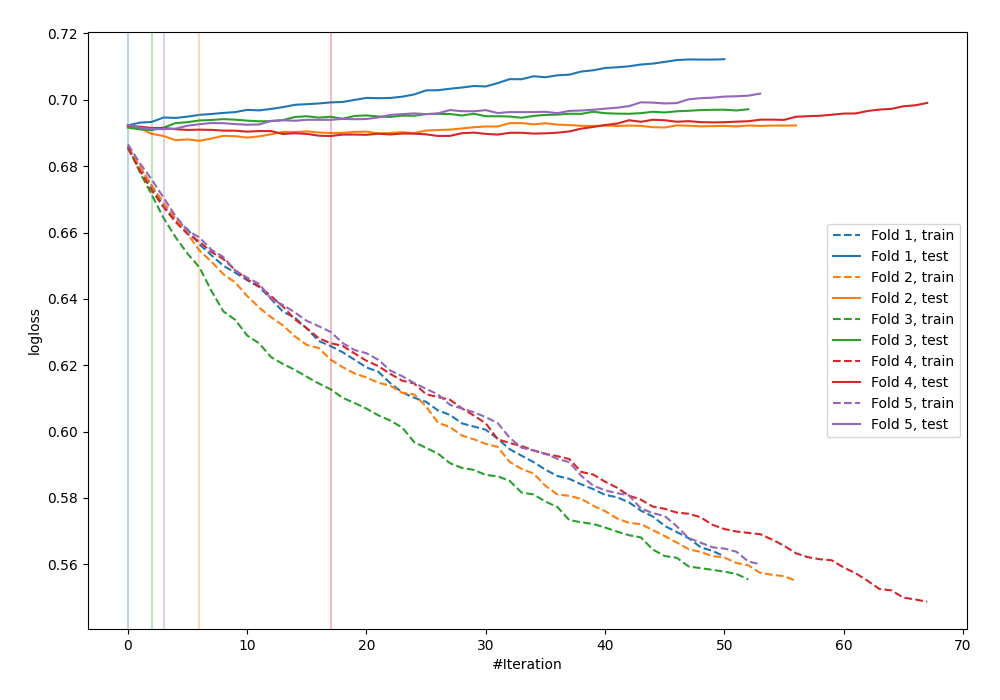 0.72
0.70
0.68
0.66
0.64
0.62
0.60
0.58
0.56
logloss
0
10
20
30
40
50
60
70
#Iteration
Fold 1, train
Fold 1, test
Fold 2, train
Fold 2, test
Fold 3, train
Fold 3, test
Fold 4, train
Fold 4, test
Fold 5, train
Fold 5, test